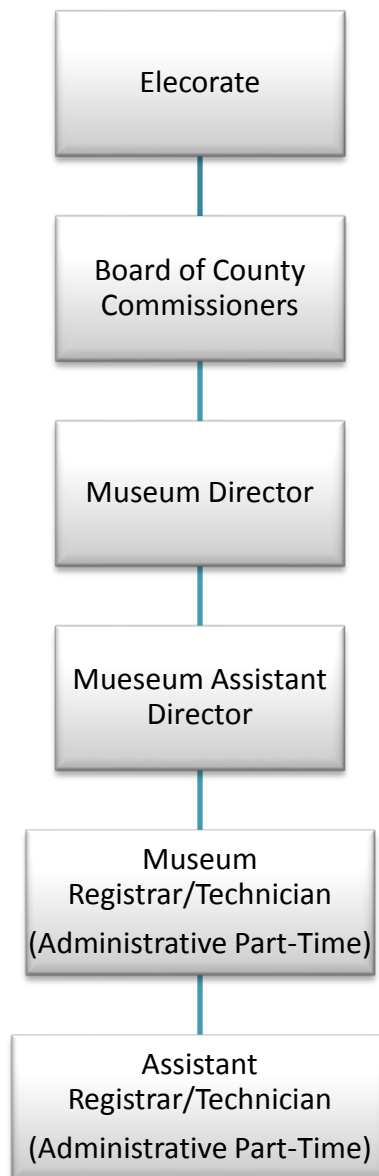 Elecorate
Board of County
Commissioners
Museum Director
Mueseum Assistant
Director
Museum
Registrar/Technician
(Administrative Part-Time)
Assistant
Registrar/Technician
(Administrative Part-Time)